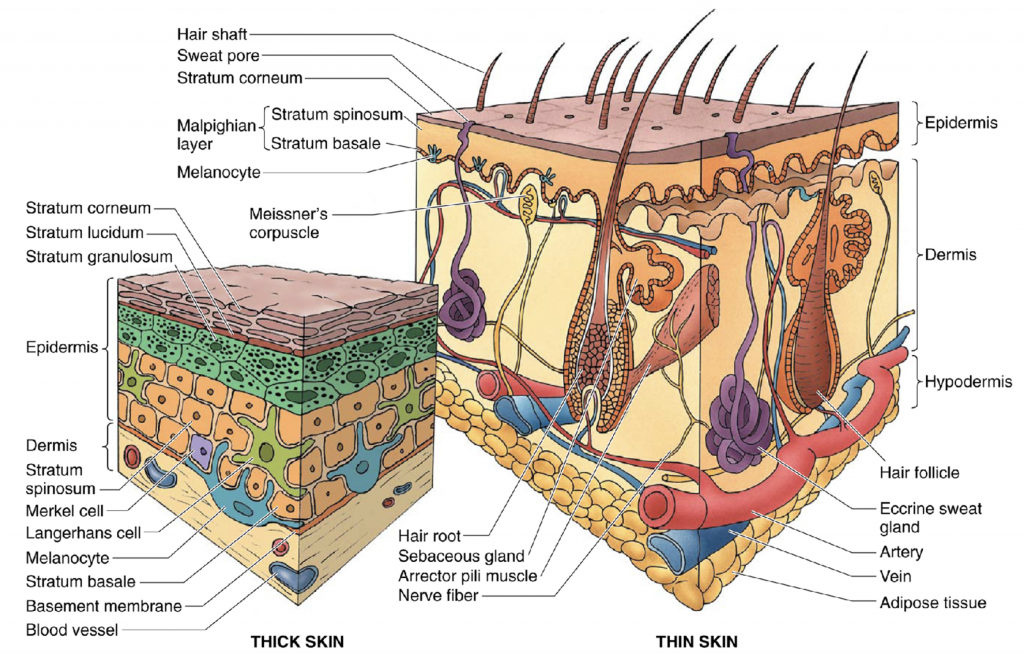 Hair shaft
Sweat pore
Stratum corneum
Malpighian
layer
Stratum spinosum
Stratum basale
Melanocyte
Meissner's
corpuscle
Epidermis
Dermis
Hypodermis
Stratum corneum
Stratum lucidum
Stratum granulosum
Epidermis
Dermis
Stratum
spinosum
Merkel cell
Langerhans cell
Melanocyte
Stratum basale
Basement membrane
Blood vessel
Hair root
Sebaceous gland
Arrector pili muscle
Nerve fiber
Hair follicle
Eccrine sweat
gland
Artery
Vein
Adipose tissue
THICK SKIN
THIN SKIN